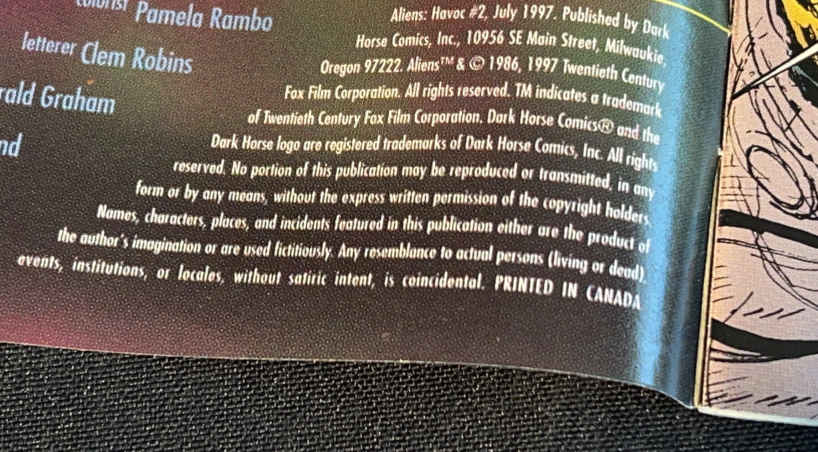 colorist Pamela Rambo
letterer Clem Robins
rald Graham
nd
Aliens: Havoc #2, July 1997. Published by Dark
Horse Comics, Inc., 10956 SE Main Street, Milwaukie,
Oregon 97222. Aliens™ & © 1986, 1997 Twentieth Century
Fox Film Corporation. All rights reserved. TM indicates a trademark
of Twentieth Century Fox Film Corporation. Dark Horse Comics® and the
Dark Horse logo are registered trademarks of Dark Horse Comics, Inc. All rights
reserved. No portion of this publication may be reproduced or transmitted, in any
form or by any means, without the express written permission of the copyright holders.
Names, characters, places, and incidents featured in this publication either are the product of
the author's imagination or are used fictitiously. Any resemblance to actual persons (living or dead),
events, institutions, or locales, without satiric intent, is coincidental. PRINTED IN CANADA